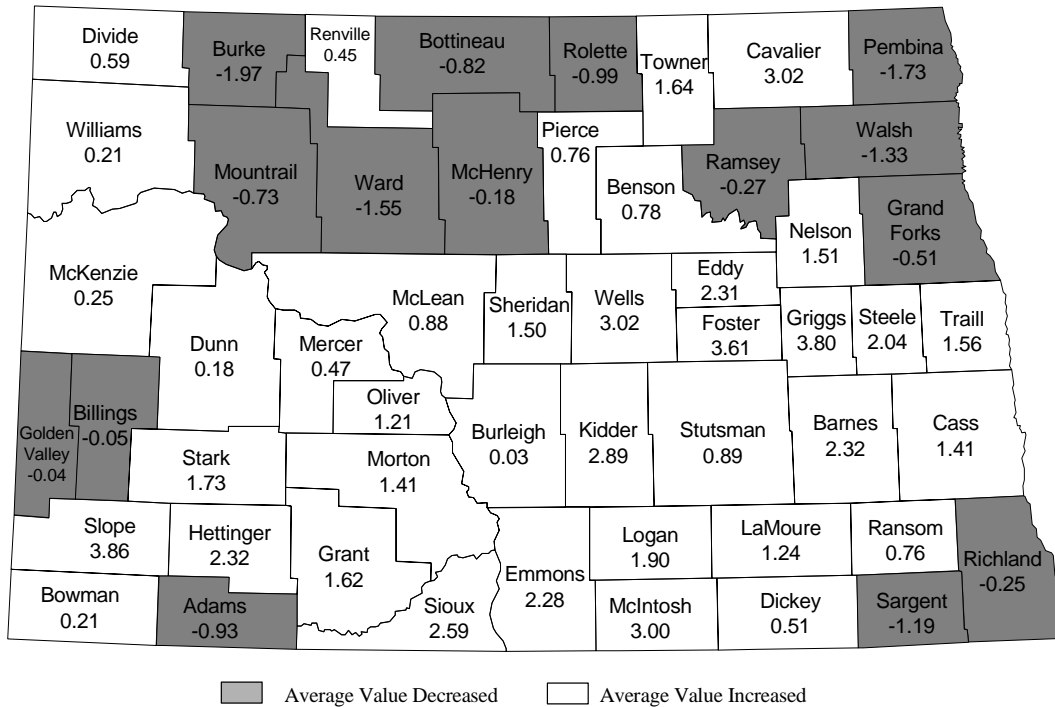 Divide
0.59
Burke
-1.97
Renville
0.45
Bottineau
-0.82
Rolette
-0.99
Towner
1.64
Cavalier
3.02
Pembina
-1.73
Williams
0.21
Mountrail
-0.73
Ward
-1.55
McHenry
-0.18
Pierce
0.76
Benson
0.78
Ramsey
-0.27
Walsh
-1.33
Nelson
1.51
Grand
Forks
-0.51
McKenzie
0.25
Dunn
0.18
Mercer
0.47
McLean
0.88
Sheridan
1.50
Wells
3.02
Eddy
2.31
Foster
3.61
Griggs
3.80
Steele
2.04
Traill
1.56
Golden
Valley
-0.04
Billings
-0.05
Stark
1.73
Oliver
1.21
Morton
1.41
Burleigh
0.03
Kidder
2.89
Stutsman
0.89
Barnes
2.32
Cass
1.41
Slope
3.86
Hettinger
2.32
Grant
1.62
Bowman
0.21
Adams
-0.93
Sioux
2.59
Emmons
2.28
Logan
1.90
McIntosh
3.00
LaMoure
1.24
Dickey
0.51
Ransom
0.76
Sargent
-1.19
Richland
-0.25
Average Value Decreased
Average Value Increased